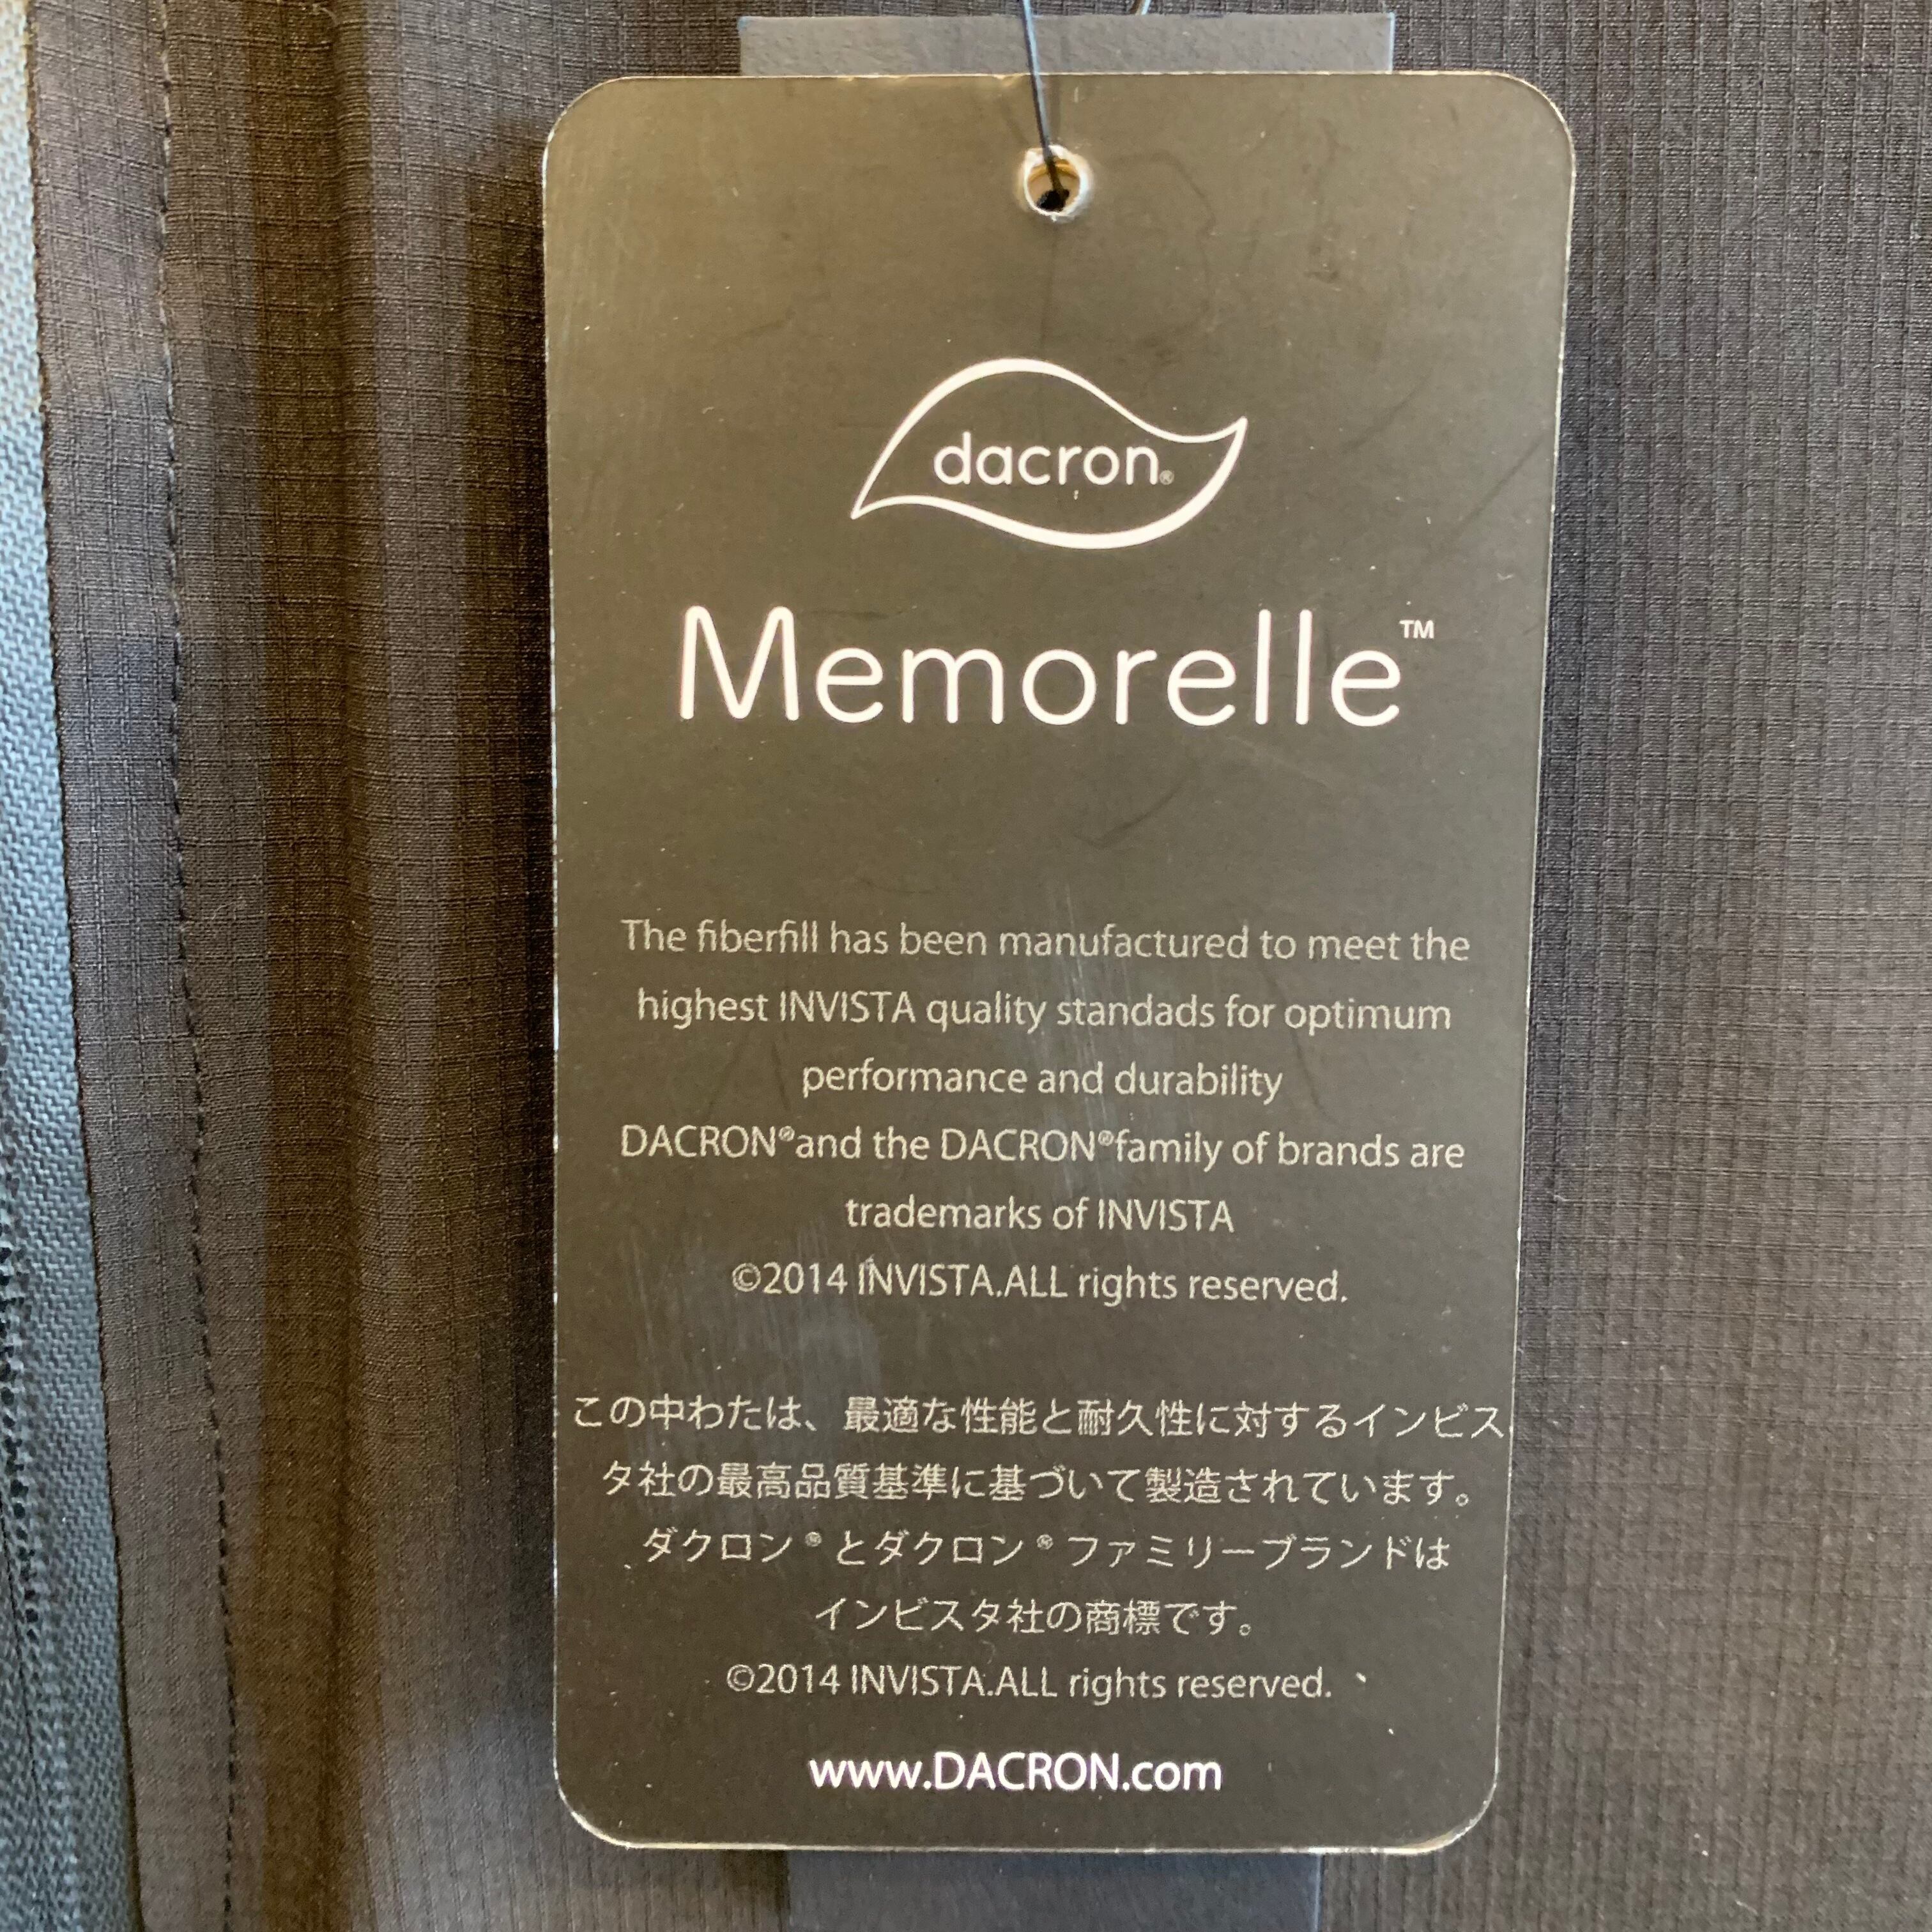 dacron®
Memorelle™
The fiberfill has been manufactured to meet the
highest INVISTA quality standads for optimum
performance and durability
DACRON®and the DACRON®family of brands are
trademarks of INVISTA
©2014 INVISTA.ALL rights reserved.
この中わたは、最適な性能と耐久性に対するインビス
タ社の最高品質基準に基づいて製造されています。
ダクロン®とダクロン®ファミリーブランドは
インビスタ社の商標です。
©2014 INVISTA.ALL rights reserved.
www.DACRON.com